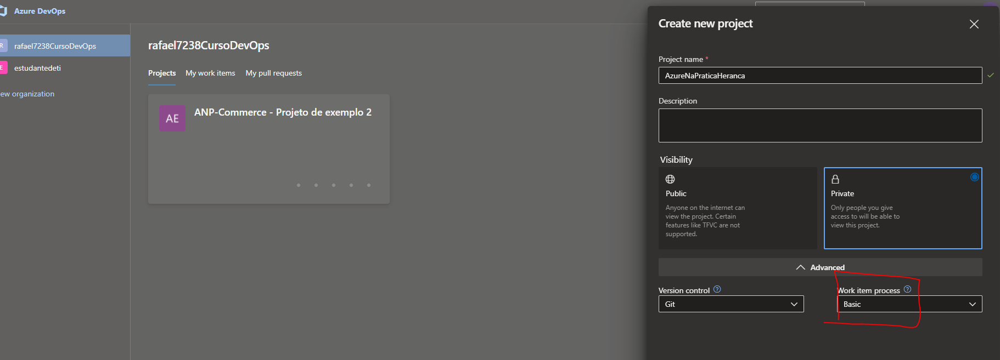 Azure DevOps
R
rafael7238CursoDevOps
E
estudantedeti
ew organization
rafael7238CursoDevOps
Projects
My work items
My pull requests
AE
ANP-Commerce - Projeto de exemplo 2
Create new project
Project name *
AzureNaPraticaHeranca
Description
Visibility
Public
Anyone on the internet can
view the project. Certain
features like TFVC are not
supported.
Private
Only people you give
access to will be able to
view this project.
Advanced
Version control ?
Git
Work item process ?
Basic